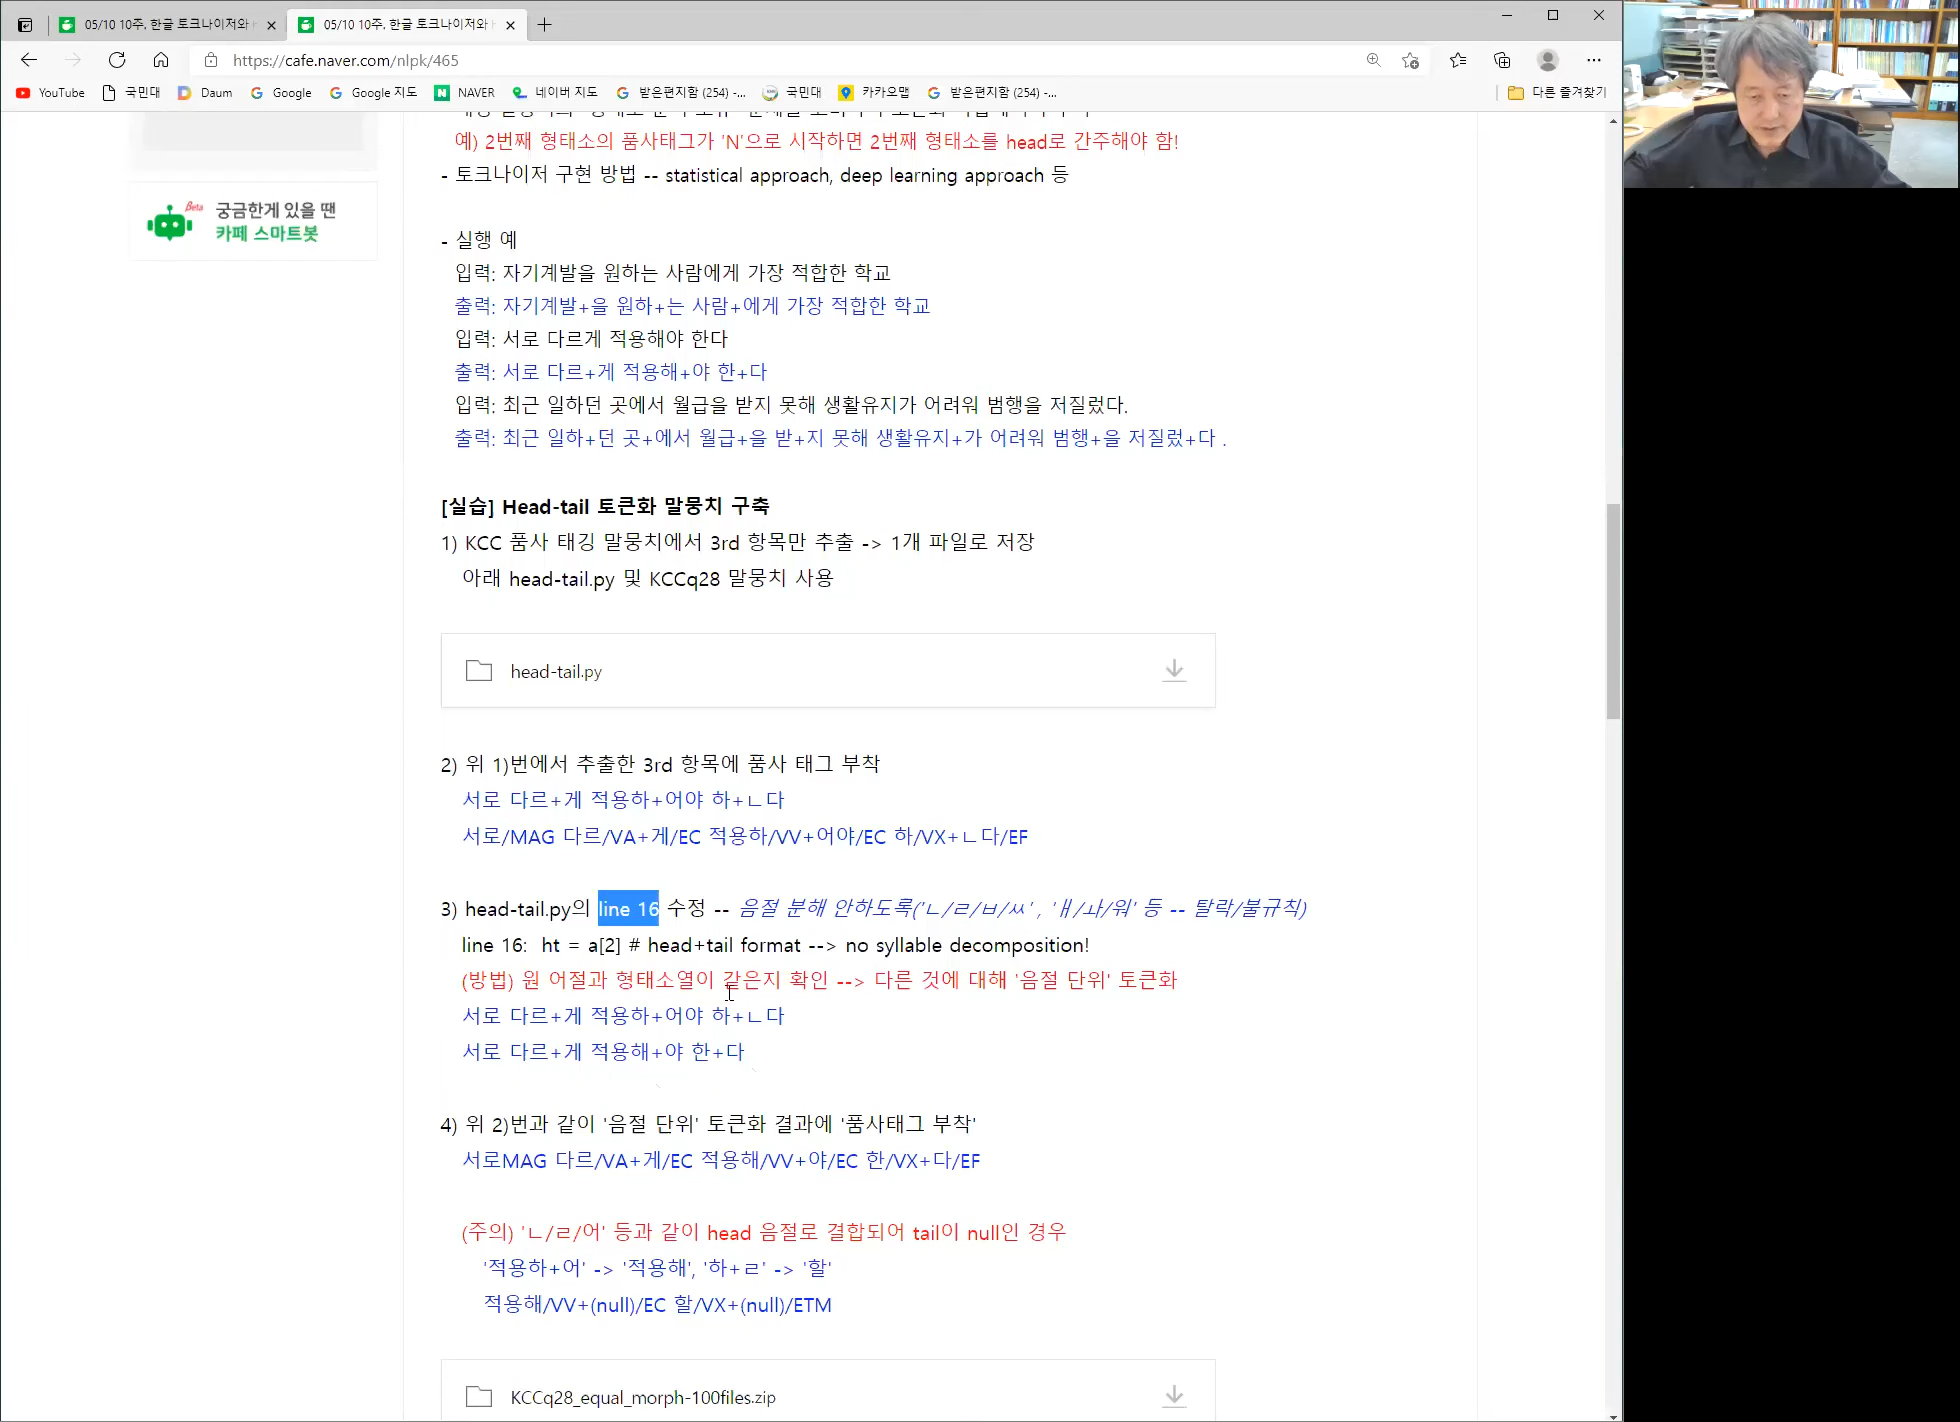 05/10 10주. 한글 토크나이저와
05/10 10주. 한글 토크나이저와
https://cafe.naver.com/nlpk/465
YouTube 국민대 Daum Google Google 지도 NAVER 네이버 지도 받은편지함 (254) -... 국민대 카카오맵 받은편지함 (254) -... 다른 즐겨찾기
예) 2번째 형태소의 품사태그가 'N'으로 시작하면 2번째 형태소를 head로 간주해야 함!
- 토크나이저 구현 방법 -- statistical approach, deep learning approach 등
Beta
궁금한게 있을 땐
카페 스마트봇
- 실행 예
입력: 자기계발을 원하는 사람에게 가장 적합한 학교
출력: 자기계발+을 원하+는 사람+에게 가장 적합한 학교
입력: 서로 다르게 적용해야 한다
출력: 서로 다르+게 적용해+야 한+다
입력: 최근 일하던 곳에서 월급을 받지 못해 생활유지가 어려워 범행을 저질렀다.
출력: 최근 일하+던 곳+에서 월급+을 받+지 못해 생활유지+가 어려워 범행+을 저질렀+다 .
[실습] Head-tail 토큰화 말뭉치 구축
1) KCC 품사 태깅 말뭉치에서 3rd 항목만 추출 -> 1개 파일로 저장
아래 head-tail.py 및 KCCq28 말뭉치 사용
head-tail.py
2) 위 1)번에서 추출한 3rd 항목에 품사 태그 부착
서로 다르+게 적용하+어야 하+ㄴ다
서로/MAG 다르/VA+게/EC 적용하/VV+어야/EC 하/VX+ㄴ다/EF
3) head-tail.py의 line 16 수정 -- 음절 분해 안하도록('ㄴ/ㄹ/ㅂ/ㅆ' , 'ㅐ/ㅘ/워' 등 -- 탈락/불규칙)
line 16: ht = a[2] # head+tail format --> no syllable decomposition!
(방법) 원 어절과 형태소열이 같은지 확인 --> 다른 것에 대해 '음절 단위' 토큰화
서로 다르+게 적용하+어야 하+ㄴ다
서로 다르+게 적용해+야 한+다
4) 위 2)번과 같이 '음절 단위' 토큰화 결과에 '품사태그 부착'
서로MAG 다르/VA+게/EC 적용해/VV+야/EC 한/VX+다/EF
(주의) 'ㄴ/ㄹ/어' 등과 같이 head 음절로 결합되어 tail이 null인 경우
'적용하+어' -> '적용해', '하+ㄹ' -> '할'
적용해/VV+(null)/EC 할/VX+(null)/ETM
KCCq28_equal_morph-100files.zip